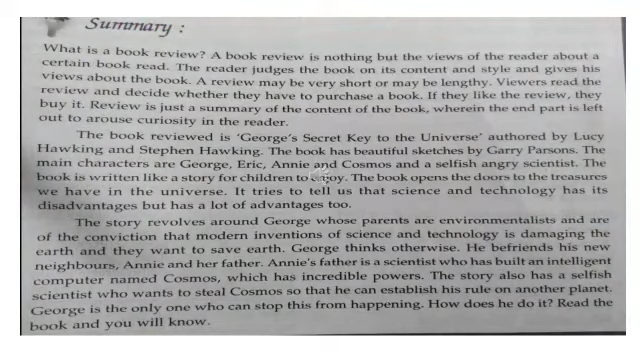 Summary :
What is a book review? A book review is nothing but the views of the reader about a
certain book read. The reader judges the book on its content and style and gives his
views about the book. A review may be very short or may be lengthy. Viewers read the
review and decide whether they have to purchase a book. If they like the review, they
buy it. Review is just a summary of the content of the book, wherein the end part is left
out to arouse curiosity in the reader.
The book reviewed is 'George's Secret Key to the Universe' authored by Lucy
Hawking and Stephen Hawking. The book has beautiful sketches by Garry Parsons. The
main characters are George, Eric, Annie and Cosmos and a selfish angry scientist. The
book is written like a story for children to enjoy. The book opens the doors to the treasures
we have in the universe. It tries to tell us that science and technology has its
disadvantages but has a lot of advantages too.
The story revolves around George whose parents are environmentalists and are
of the conviction that modern inventions of science and technology is damaging the
earth and they want to save earth. George thinks otherwise. He befriends his new
neighbours, Annie and her father. Annie's father is a scientist who has built an intelligent
computer named Cosmos, which has incredible powers. The story also has a selfish
scientist who wants to steal Cosmos so that he can establish his rule on another planet.
George is the only one who can stop this from happening. How does he do it? Read the
book and you will know.